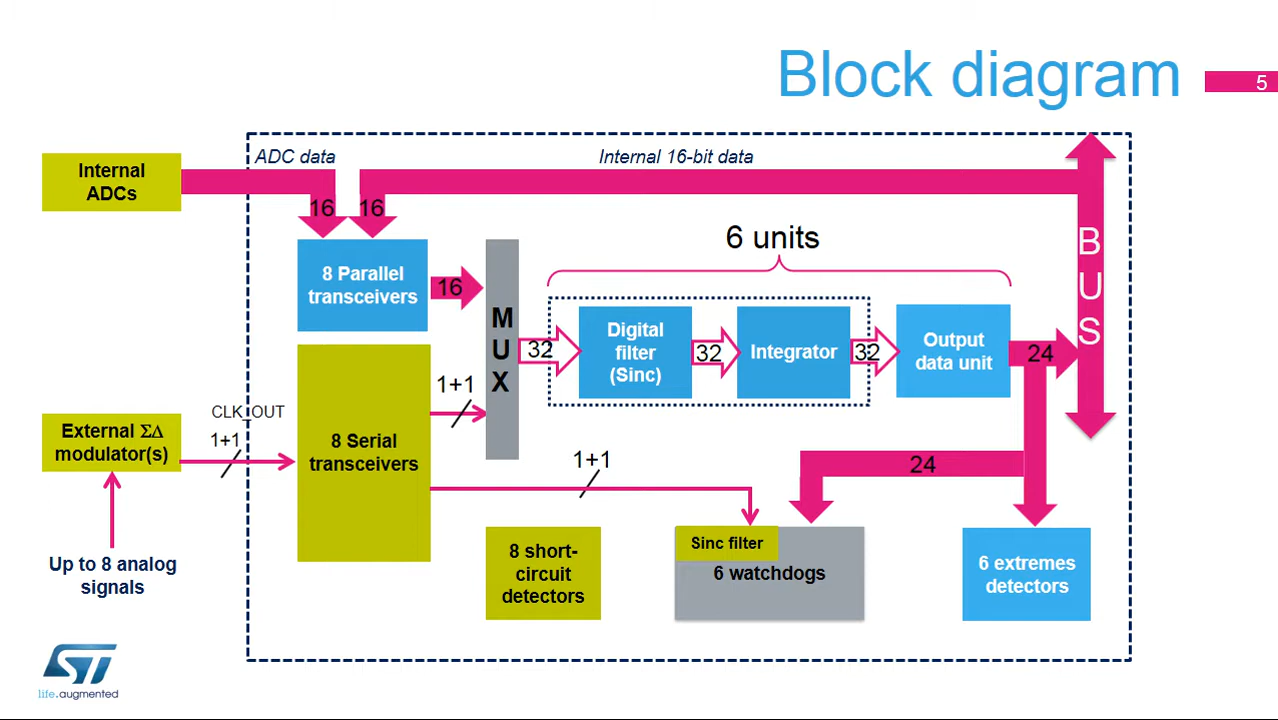 Block diagram
5
ADC data
Internal 16-bit data
Internal
ADCs
16
16
6 units
B
U
S
8 Parallel
transceivers
16
M
U
X
32
Digital
filter
(Sinc)
32
Integrator
32
Output
data unit
24
1+1
CLK_OUT
External ΣΔ
modulator(s)
1+1
8 Serial
transceivers
1+1
24
Up to 8 analog
signals
8 short-
circuit
detectors
Sinc filter
6 watchdogs
6 extremes
detectors
ST
life.augmented